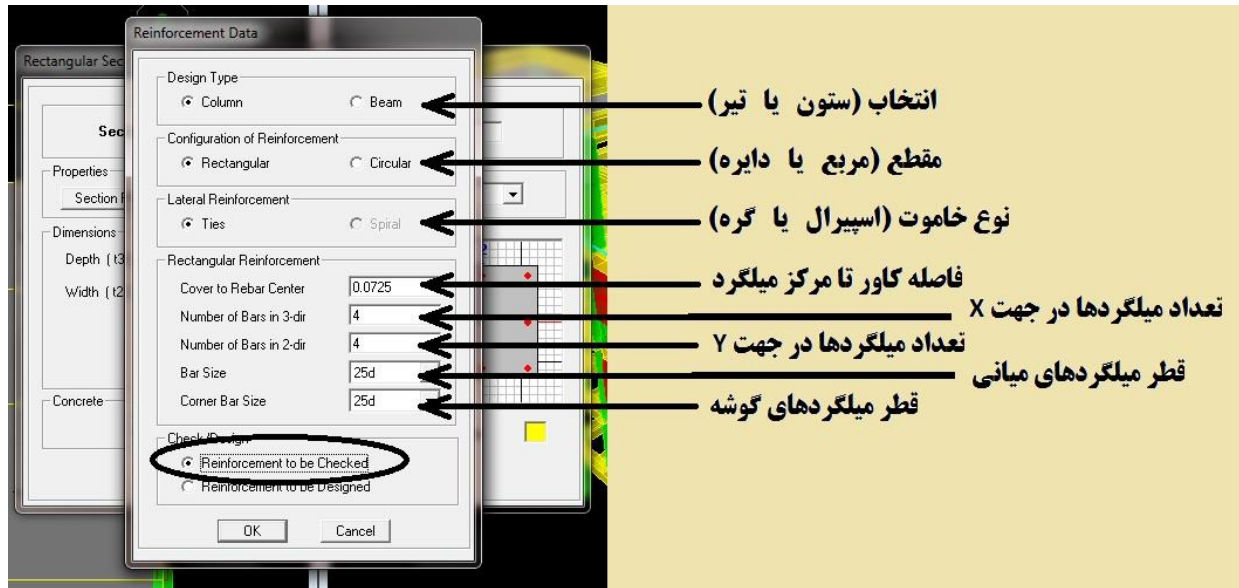 Reinforcement Data
Rectangular Sec
Design Type
Column Beam
انتخاب (ستون یا تیر)
Sec
Configuration of Reinforcement
Rectangular Circular
مقطع (مربع یا دایره)
Properties
Section
Lateral Reinforcement
Ties Spiral
نوع خاموت (اسپیرال یا گره)
Dimensions
Depth (t3
Width (t2
2
Rectangular Reinforcement
Cover to Rebar Center 0.0725
فاصله کاور تا مرکز میلگرد
Number of Bars in 3-dir 4
تعداد میلگردها در جهت X
Number of Bars in 2-dir 4
تعداد میلگردها در جهت Y
Bar Size 25d
قطر میلگردهای میانی
Corner Bar Size 25d
قطر میلگردهای گوشه
Concrete
Check/Design
Reinforcement to be Checked
Reinforcement to be Designed
OK Cancel